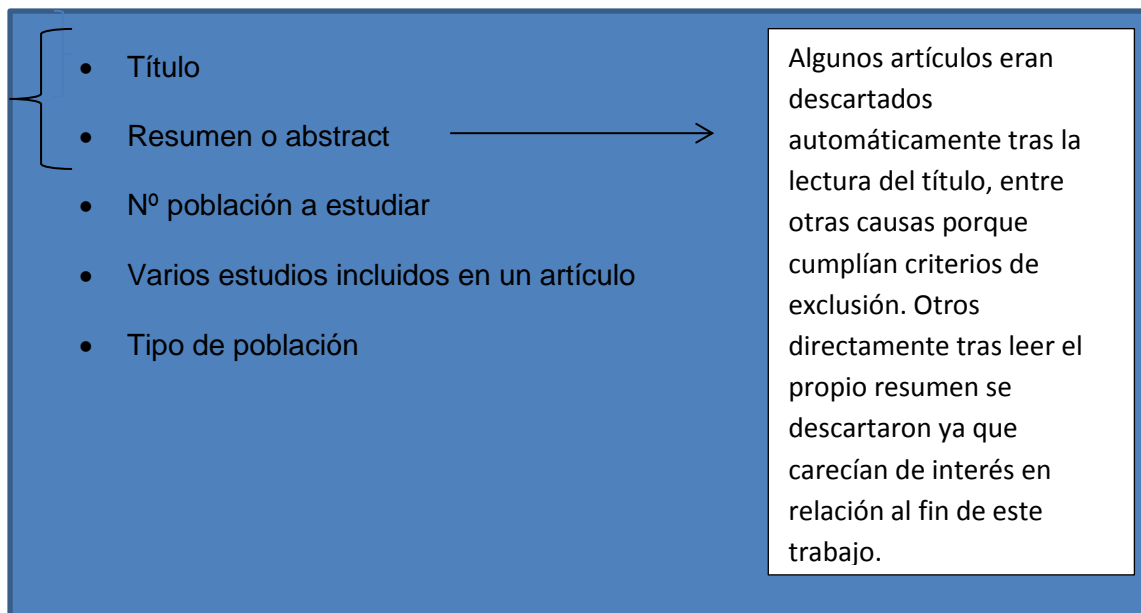 • Título
• Resumen o abstract
• Nº población a estudiar
• Varios estudios incluidos en un artículo
• Tipo de población
Algunos artículos eran
descartados
automáticamente tras la
lectura del título, entre
otras causas porque
cumplían criterios de
exclusión. Otros
directamente tras leer el
propio resumen se
descartaron ya que
carecían de interés en
relación al fin de este
trabajo.